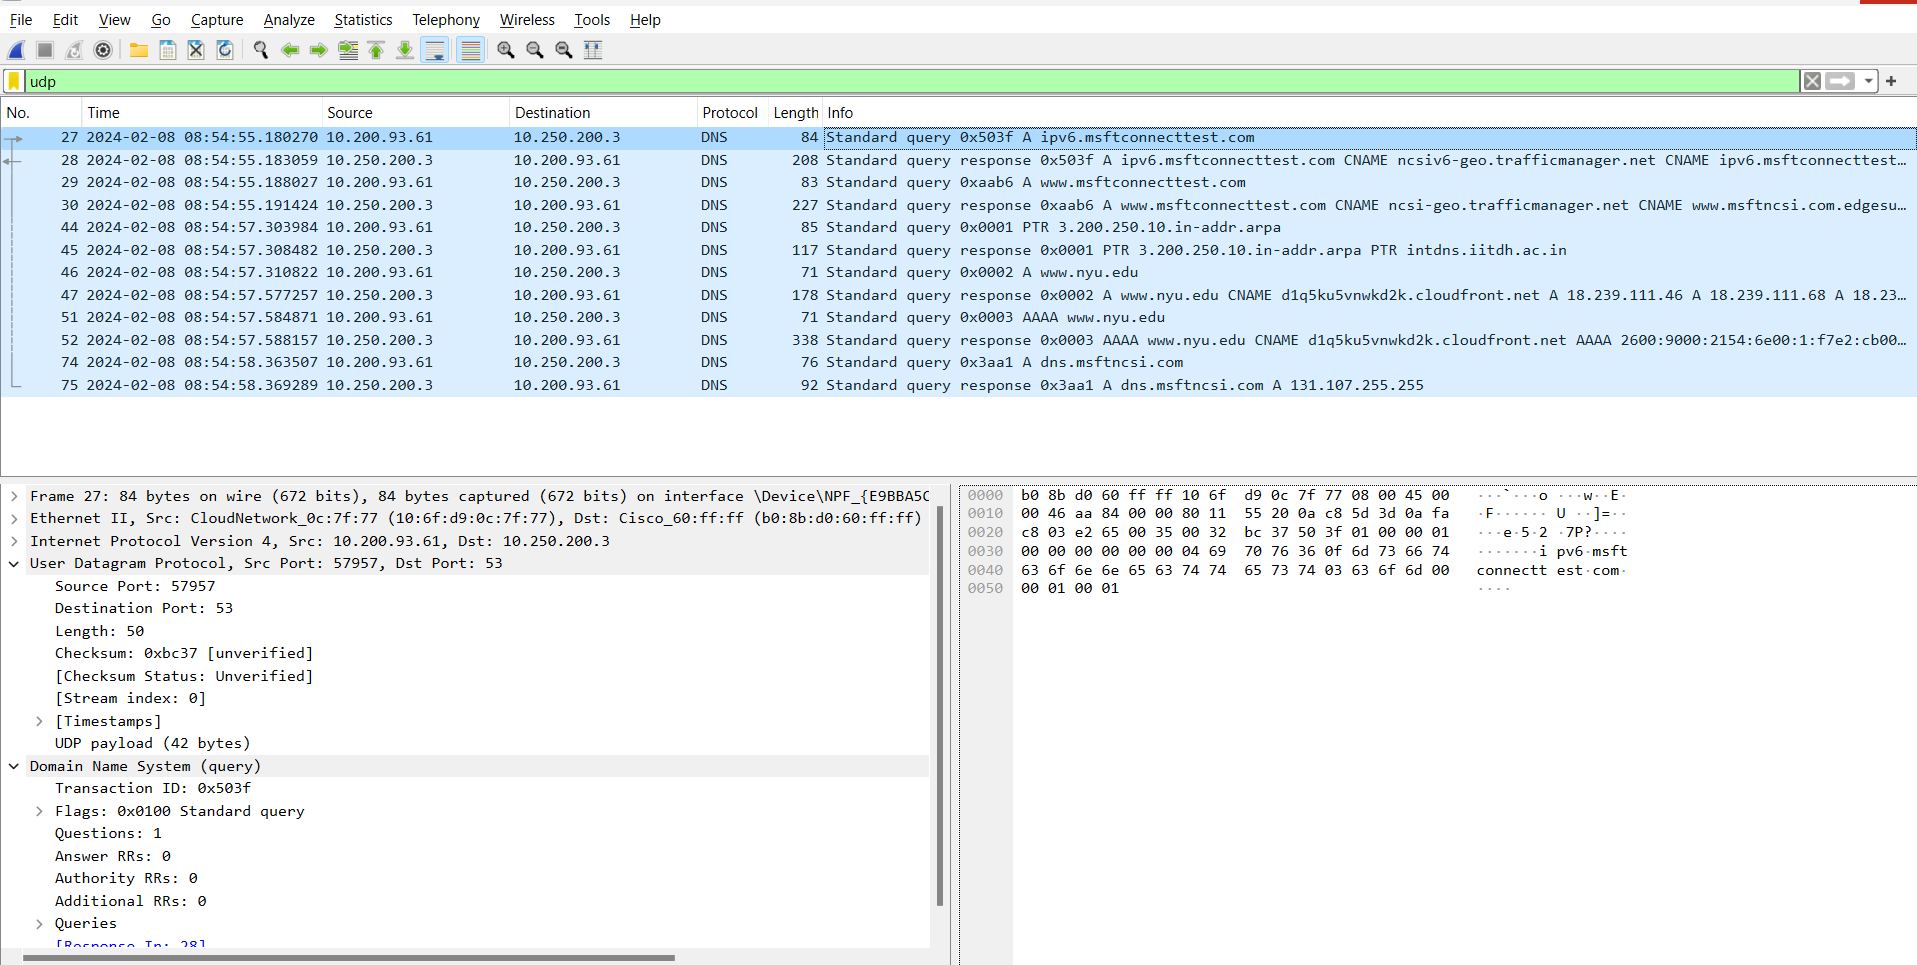 File Edit View Go Capture Analyze Statistics Telephony Wireless Tools Help
udp
No. Time Source Destination Protocol Length Info
27 2024-02-08 08:54:55.180270 10.200.93.61 10.250.200.3 DNS 84 Standard query 0x503f A ipv6.msftconnecttest.com
28 2024-02-08 08:54:55.183059 10.250.200.3 10.200.93.61 DNS 208 Standard query response 0x503f A ipv6.msftconnecttest.com CNAME ncsiv6-geo.trafficmanager.net CNAME ipv6.msftconnecttest…
29 2024-02-08 08:54:55.188027 10.200.93.61 10.250.200.3 DNS 83 Standard query 0xaab6 A www.msftconnecttest.com
30 2024-02-08 08:54:55.191424 10.250.200.3 10.200.93.61 DNS 227 Standard query response 0xaab6 A www.msftconnecttest.com CNAME ncsi-geo.trafficmanager.net CNAME www.msftncsi.com.edgesu…
44 2024-02-08 08:54:57.303984 10.200.93.61 10.250.200.3 DNS 85 Standard query 0x0001 PTR 3.200.250.10.in-addr.arpa
45 2024-02-08 08:54:57.308482 10.250.200.3 10.200.93.61 DNS 117 Standard query response 0x0001 PTR 3.200.250.10.in-addr.arpa PTR intdns.iitdh.ac.in
46 2024-02-08 08:54:57.310822 10.200.93.61 10.250.200.3 DNS 71 Standard query 0x0002 A www.nyu.edu
47 2024-02-08 08:54:57.577257 10.250.200.3 10.200.93.61 DNS 178 Standard query response 0x0002 A www.nyu.edu CNAME d1q5ku5vnwkd2k.cloudfront.net A 18.239.111.46 A 18.239.111.68 A 18.23…
51 2024-02-08 08:54:57.584871 10.200.93.61 10.250.200.3 DNS 71 Standard query 0x0003 AAAA www.nyu.edu
52 2024-02-08 08:54:57.588157 10.250.200.3 10.200.93.61 DNS 338 Standard query response 0x0003 AAAA www.nyu.edu CNAME d1q5ku5vnwkd2k.cloudfront.net AAAA 2600:9000:2154:6e00:1:f7e2:cb00…
74 2024-02-08 08:54:58.363507 10.200.93.61 10.250.200.3 DNS 76 Standard query 0x3aa1 A dns.msftncsi.com
75 2024-02-08 08:54:58.369289 10.250.200.3 10.200.93.61 DNS 92 Standard query response 0x3aa1 A dns.msftncsi.com A 131.107.255.255
Frame 27: 84 bytes on wire (672 bits), 84 bytes captured (672 bits) on interface \Device\NPF_{E9BBA5C
Ethernet II, Src: CloudNetwork_0c:7f:77 (10:6f:d9:0c:7f:77), Dst: Cisco_60:ff:ff (b0:8b:d0:60:ff:ff)
Internet Protocol Version 4, Src: 10.200.93.61, Dst: 10.250.200.3
User Datagram Protocol, Src Port: 57957, Dst Port: 53
Source Port: 57957
Destination Port: 53
Length: 50
Checksum: 0xbc37 [unverified]
[Checksum Status: Unverified]
[Stream index: 0]
[Timestamps]
UDP payload (42 bytes)
Domain Name System (query)
Transaction ID: 0x503f
Flags: 0x0100 Standard query
Questions: 1
Answer RRs: 0
Authority RRs: 0
Additional RRs: 0
Queries
[Response In: 28]
0000 b0 8b d0 60 ff ff 10 6f d9 0c 7f 77 08 00 45 00 ···`···o ···w··E·
0010 00 46 aa 84 00 00 80 11 55 20 0a c8 5d 3d 0a fa ·F······ U ··]=··
0020 c8 03 e2 65 00 35 00 32 bc 37 50 3f 01 00 00 01 ···e·5·2 ·7P?····
0030 00 00 00 00 00 00 04 69 70 76 36 0f 6d 73 66 74 ·······i pv6·msft
0040 63 6f 6e 6e 65 63 74 74 65 73 74 03 63 6f 6d 00 connectt est·com·
0050 00 01 00 01 ····